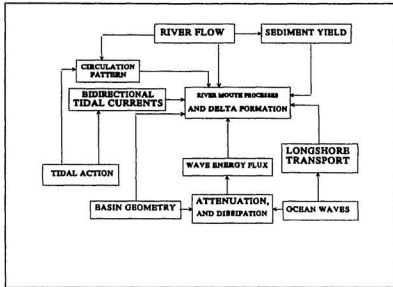 RIVER FLOW
SEDIMENT YIELD
CIRCULATION
PATTERN
BIDIRECTIONAL
TIDAL CURRENTS
RIVER MOUTH PROCESSES
AND DELTA FORMATION
LONGSHORE
TRANSPORT
WAVE ENERGY FLUX
TIDAL ACTION
BASIN GEOMETRY
ATTENUATION,
AND DISSIPATION
OCEAN WAVES